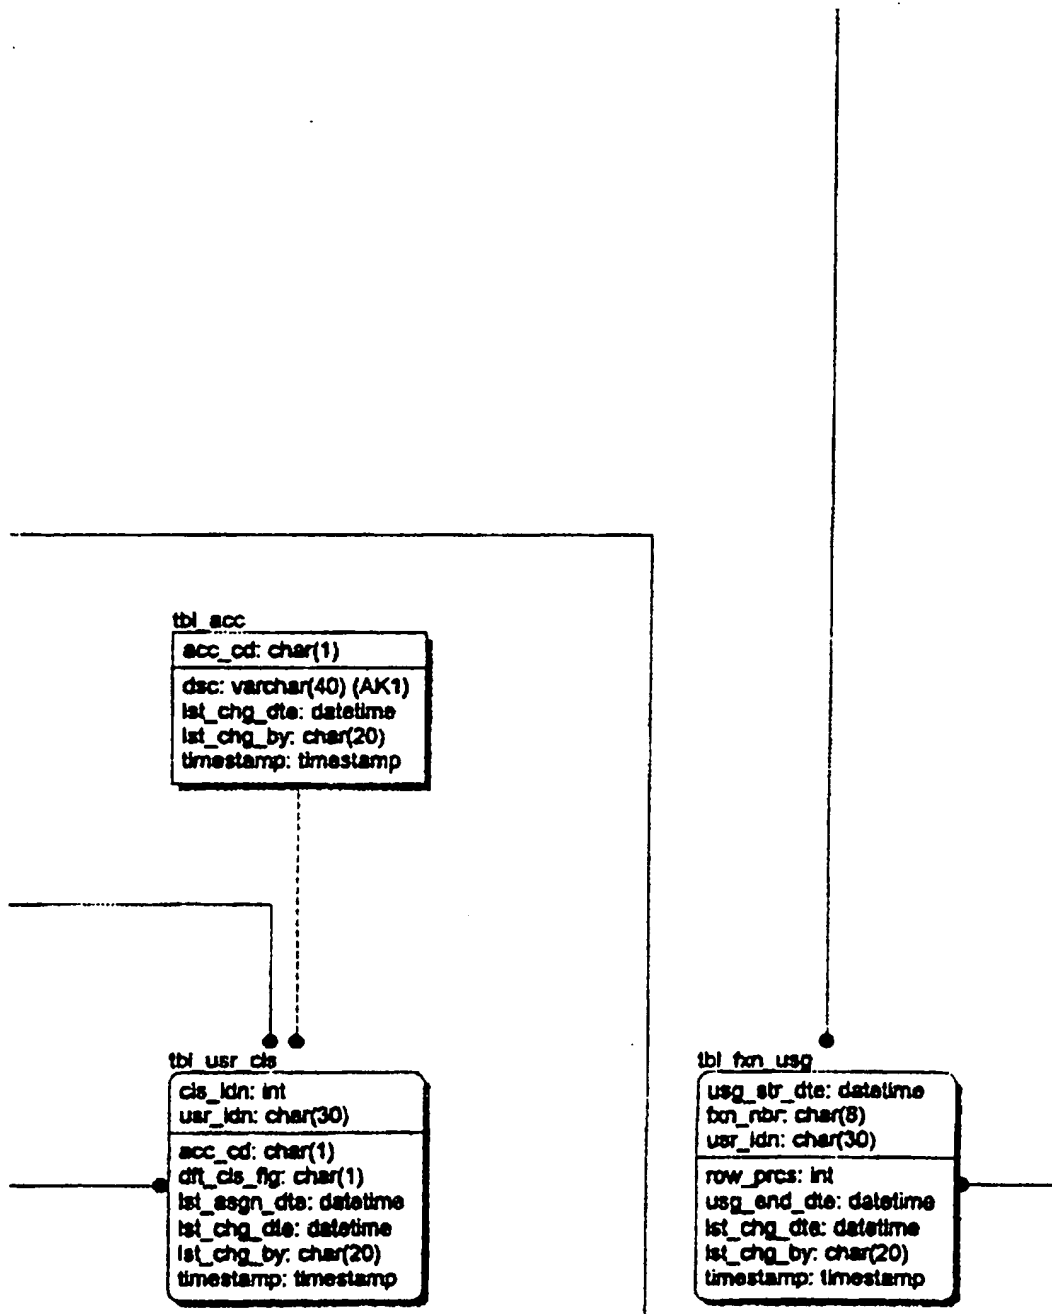 tbl_acc
acc_cd: char(1)
dsc: varchar(40) (AK1)
lst_chg_dte: datetime
lst_chg_by: char(20)
timestamp: timestamp
tbl_usr_cls
cls_idn: int
usr_idn: char(30)
acc_cd: char(1)
dft_cls_flg: char(1)
lst_asgn_dte: datetime
lst_chg_dte: datetime
lst_chg_by: char(20)
timestamp: timestamp
tbl_fxn_usg
usg_str_dte: datetime
fxn_nbr: char(8)
usr_idn: char(30)
row_prcs: int
usg_end_dte: datetime
lst_chg_dte: datetime
lst_chg_by: char(20)
timestamp: timestamp